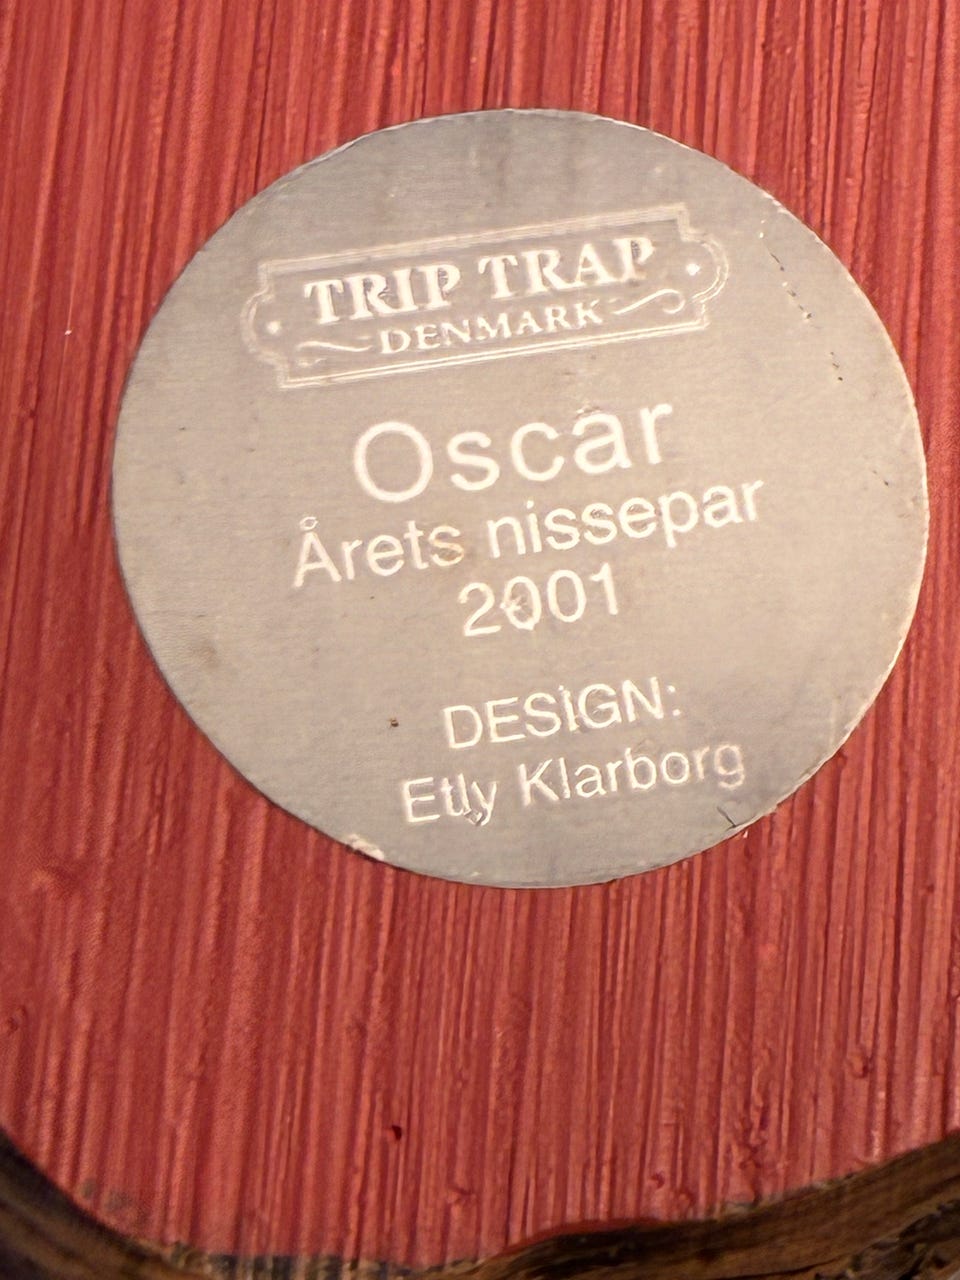 TRIP TRAP
DENMARK
Oscar
Årets nissepar
2001
DESIGN:
Etly Klarborg